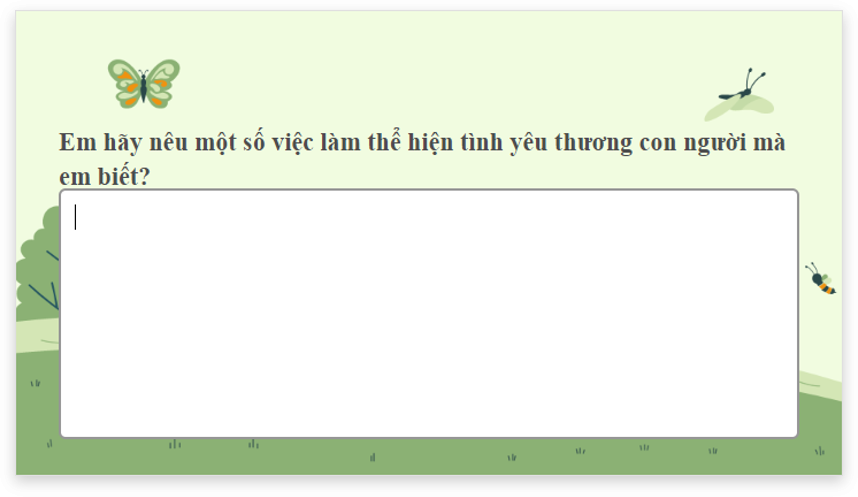 Em hãy nêu một số việc làm thể hiện tình yêu thương con người mà
em biết?